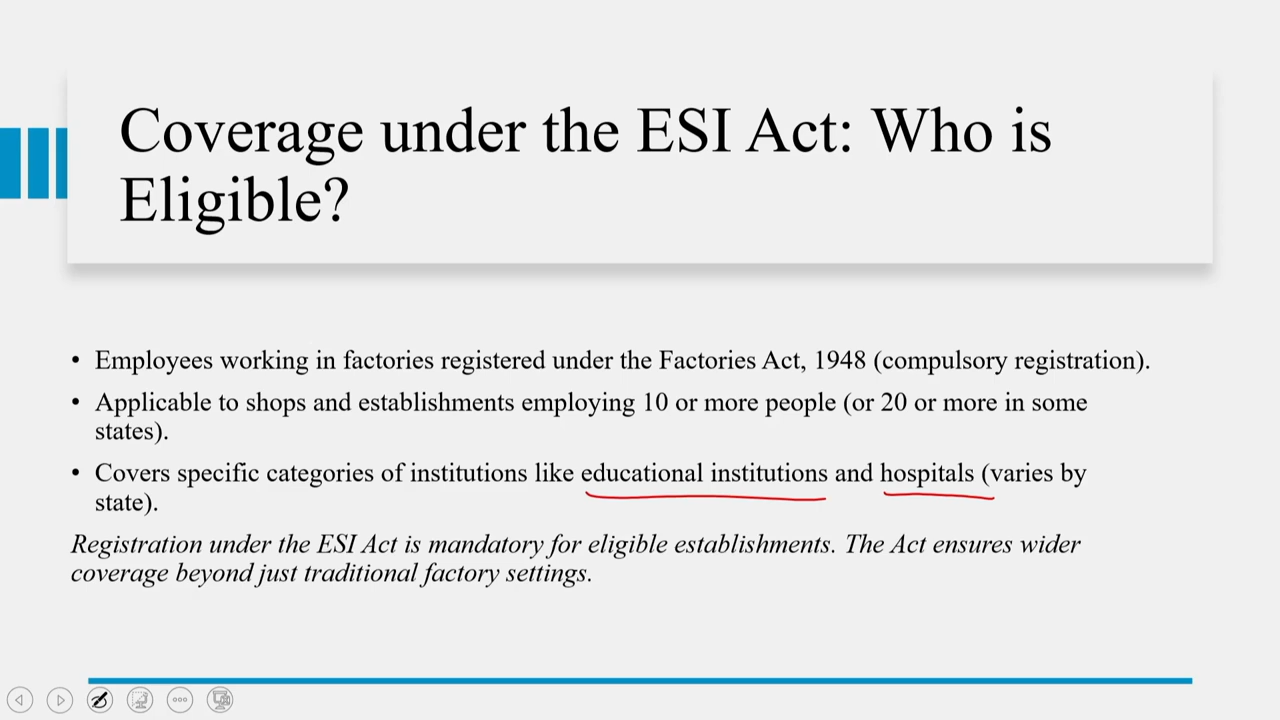 Coverage under the ESI Act: Who is
Eligible?
• Employees working in factories registered under the Factories Act, 1948 (compulsory registration).
• Applicable to shops and establishments employing 10 or more people (or 20 or more in some
states).
• Covers specific categories of institutions like educational institutions and hospitals (varies by
state).
Registration under the ESI Act is mandatory for eligible establishments. The Act ensures wider
coverage beyond just traditional factory settings.